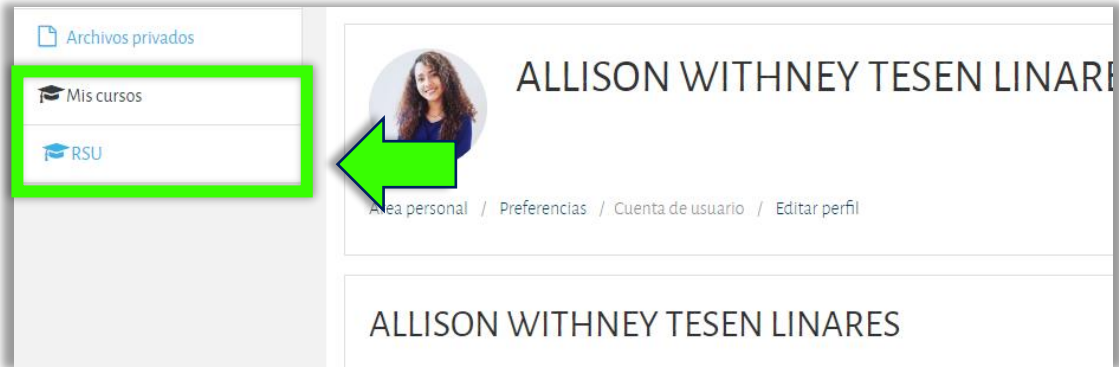 Archivos privados
Mis cursos
RSU
ALLISON WITHNEY TESEN LINARE
Area personal / Preferencias / Cuenta de usuario / Editar perfil
ALLISON WITHNEY TESEN LINARES